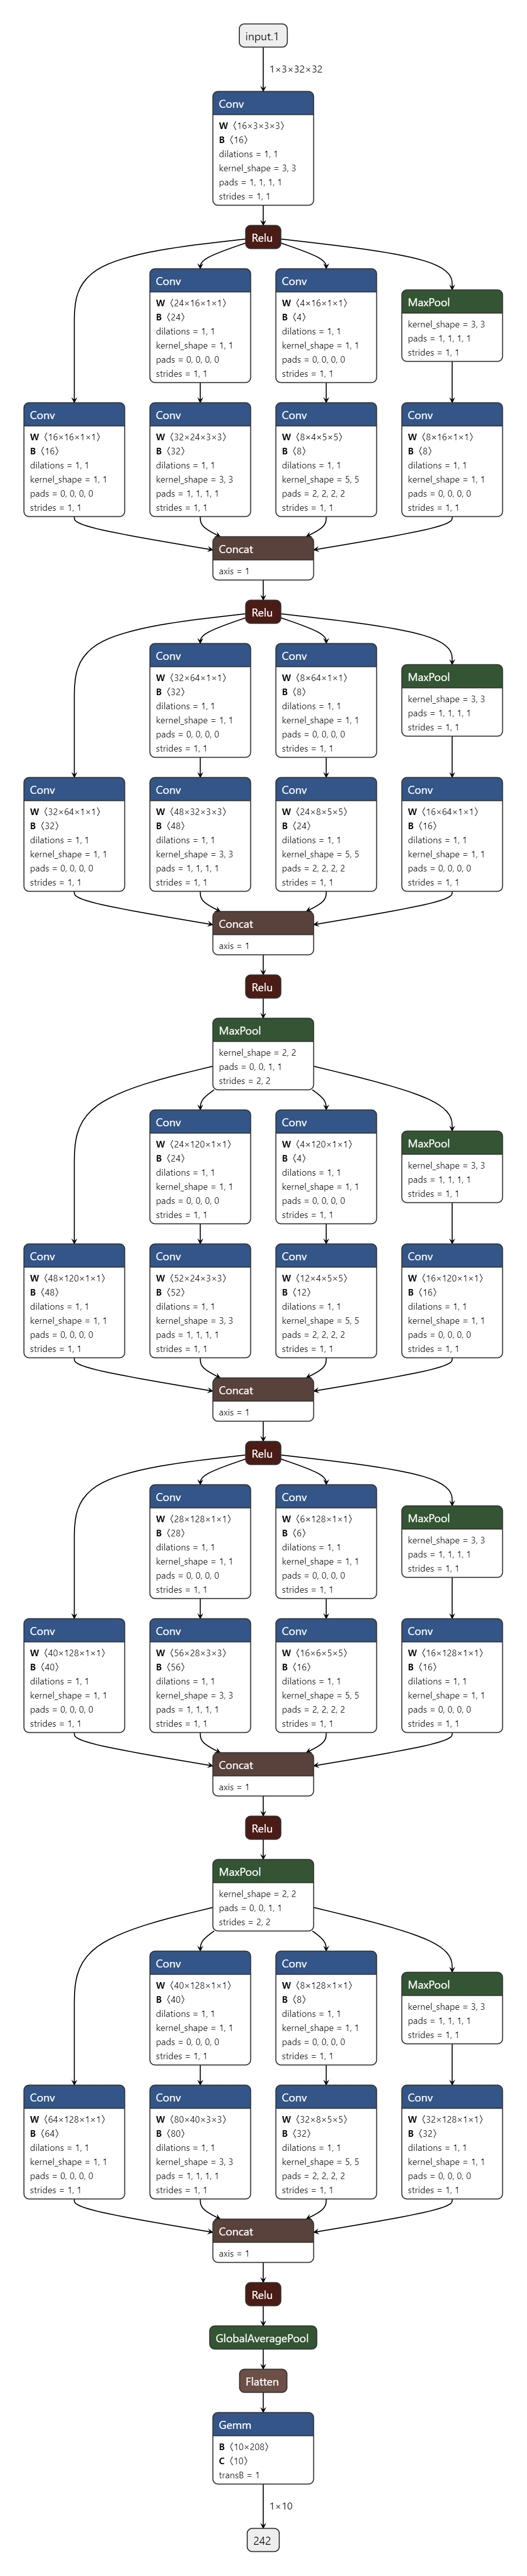 input.1
1×3×32×32
Conv
W ⟨16×3×3×3⟩
B ⟨16⟩
dilations = 1, 1
kernel_shape = 3, 3
pads = 1, 1, 1, 1
strides = 1, 1
Relu
Conv
W ⟨24×16×1×1⟩
B ⟨24⟩
dilations = 1, 1
kernel_shape = 1, 1
pads = 0, 0, 0, 0
strides = 1, 1
Conv
W ⟨4×16×1×1⟩
B ⟨4⟩
dilations = 1, 1
kernel_shape = 1, 1
pads = 0, 0, 0, 0
strides = 1, 1
MaxPool
kernel_shape = 3, 3
pads = 1, 1, 1, 1
strides = 1, 1
Conv
W ⟨16×16×1×1⟩
B ⟨16⟩
dilations = 1, 1
kernel_shape = 1, 1
pads = 0, 0, 0, 0
strides = 1, 1
Conv
W ⟨32×24×3×3⟩
B ⟨32⟩
dilations = 1, 1
kernel_shape = 3, 3
pads = 1, 1, 1, 1
strides = 1, 1
Conv
W ⟨8×4×5×5⟩
B ⟨8⟩
dilations = 1, 1
kernel_shape = 5, 5
pads = 2, 2, 2, 2
strides = 1, 1
Conv
W ⟨8×16×1×1⟩
B ⟨8⟩
dilations = 1, 1
kernel_shape = 1, 1
pads = 0, 0, 0, 0
strides = 1, 1
Concat
axis = 1
Relu
Conv
W ⟨32×64×1×1⟩
B ⟨32⟩
dilations = 1, 1
kernel_shape = 1, 1
pads = 0, 0, 0, 0
strides = 1, 1
Conv
W ⟨8×64×1×1⟩
B ⟨8⟩
dilations = 1, 1
kernel_shape = 1, 1
pads = 0, 0, 0, 0
strides = 1, 1
MaxPool
kernel_shape = 3, 3
pads = 1, 1, 1, 1
strides = 1, 1
Conv
W ⟨32×64×1×1⟩
B ⟨32⟩
dilations = 1, 1
kernel_shape = 1, 1
pads = 0, 0, 0, 0
strides = 1, 1
Conv
W ⟨48×32×3×3⟩
B ⟨48⟩
dilations = 1, 1
kernel_shape = 3, 3
pads = 1, 1, 1, 1
strides = 1, 1
Conv
W ⟨24×8×5×5⟩
B ⟨24⟩
dilations = 1, 1
kernel_shape = 5, 5
pads = 2, 2, 2, 2
strides = 1, 1
Conv
W ⟨16×64×1×1⟩
B ⟨16⟩
dilations = 1, 1
kernel_shape = 1, 1
pads = 0, 0, 0, 0
strides = 1, 1
Concat
axis = 1
Relu
MaxPool
kernel_shape = 2, 2
pads = 0, 0, 1, 1
strides = 2, 2
Conv
W ⟨24×120×1×1⟩
B ⟨24⟩
dilations = 1, 1
kernel_shape = 1, 1
pads = 0, 0, 0, 0
strides = 1, 1
Conv
W ⟨4×120×1×1⟩
B ⟨4⟩
dilations = 1, 1
kernel_shape = 1, 1
pads = 0, 0, 0, 0
strides = 1, 1
MaxPool
kernel_shape = 3, 3
pads = 1, 1, 1, 1
strides = 1, 1
Conv
W ⟨48×120×1×1⟩
B ⟨48⟩
dilations = 1, 1
kernel_shape = 1, 1
pads = 0, 0, 0, 0
strides = 1, 1
Conv
W ⟨52×24×3×3⟩
B ⟨52⟩
dilations = 1, 1
kernel_shape = 3, 3
pads = 1, 1, 1, 1
strides = 1, 1
Conv
W ⟨12×4×5×5⟩
B ⟨12⟩
dilations = 1, 1
kernel_shape = 5, 5
pads = 2, 2, 2, 2
strides = 1, 1
Conv
W ⟨16×120×1×1⟩
B ⟨16⟩
dilations = 1, 1
kernel_shape = 1, 1
pads = 0, 0, 0, 0
strides = 1, 1
Concat
axis = 1
Relu
Conv
W ⟨28×128×1×1⟩
B ⟨28⟩
dilations = 1, 1
kernel_shape = 1, 1
pads = 0, 0, 0, 0
strides = 1, 1
Conv
W ⟨6×128×1×1⟩
B ⟨6⟩
dilations = 1, 1
kernel_shape = 1, 1
pads = 0, 0, 0, 0
strides = 1, 1
MaxPool
kernel_shape = 3, 3
pads = 1, 1, 1, 1
strides = 1, 1
Conv
W ⟨40×128×1×1⟩
B ⟨40⟩
dilations = 1, 1
kernel_shape = 1, 1
pads = 0, 0, 0, 0
strides = 1, 1
Conv
W ⟨56×28×3×3⟩
B ⟨56⟩
dilations = 1, 1
kernel_shape = 3, 3
pads = 1, 1, 1, 1
strides = 1, 1
Conv
W ⟨16×6×5×5⟩
B ⟨16⟩
dilations = 1, 1
kernel_shape = 5, 5
pads = 2, 2, 2, 2
strides = 1, 1
Conv
W ⟨16×128×1×1⟩
B ⟨16⟩
dilations = 1, 1
kernel_shape = 1, 1
pads = 0, 0, 0, 0
strides = 1, 1
Concat
axis = 1
Relu
MaxPool
kernel_shape = 2, 2
pads = 0, 0, 1, 1
strides = 2, 2
Conv
W ⟨40×128×1×1⟩
B ⟨40⟩
dilations = 1, 1
kernel_shape = 1, 1
pads = 0, 0, 0, 0
strides = 1, 1
Conv
W ⟨8×128×1×1⟩
B ⟨8⟩
dilations = 1, 1
kernel_shape = 1, 1
pads = 0, 0, 0, 0
strides = 1, 1
MaxPool
kernel_shape = 3, 3
pads = 1, 1, 1, 1
strides = 1, 1
Conv
W ⟨64×128×1×1⟩
B ⟨64⟩
dilations = 1, 1
kernel_shape = 1, 1
pads = 0, 0, 0, 0
strides = 1, 1
Conv
W ⟨80×40×3×3⟩
B ⟨80⟩
dilations = 1, 1
kernel_shape = 3, 3
pads = 1, 1, 1, 1
strides = 1, 1
Conv
W ⟨32×8×5×5⟩
B ⟨32⟩
dilations = 1, 1
kernel_shape = 5, 5
pads = 2, 2, 2, 2
strides = 1, 1
Conv
W ⟨32×128×1×1⟩
B ⟨32⟩
dilations = 1, 1
kernel_shape = 1, 1
pads = 0, 0, 0, 0
strides = 1, 1
Concat
axis = 1
Relu
GlobalAveragePool
Flatten
Gemm
B ⟨10×208⟩
C ⟨10⟩
transB = 1
1×10
242